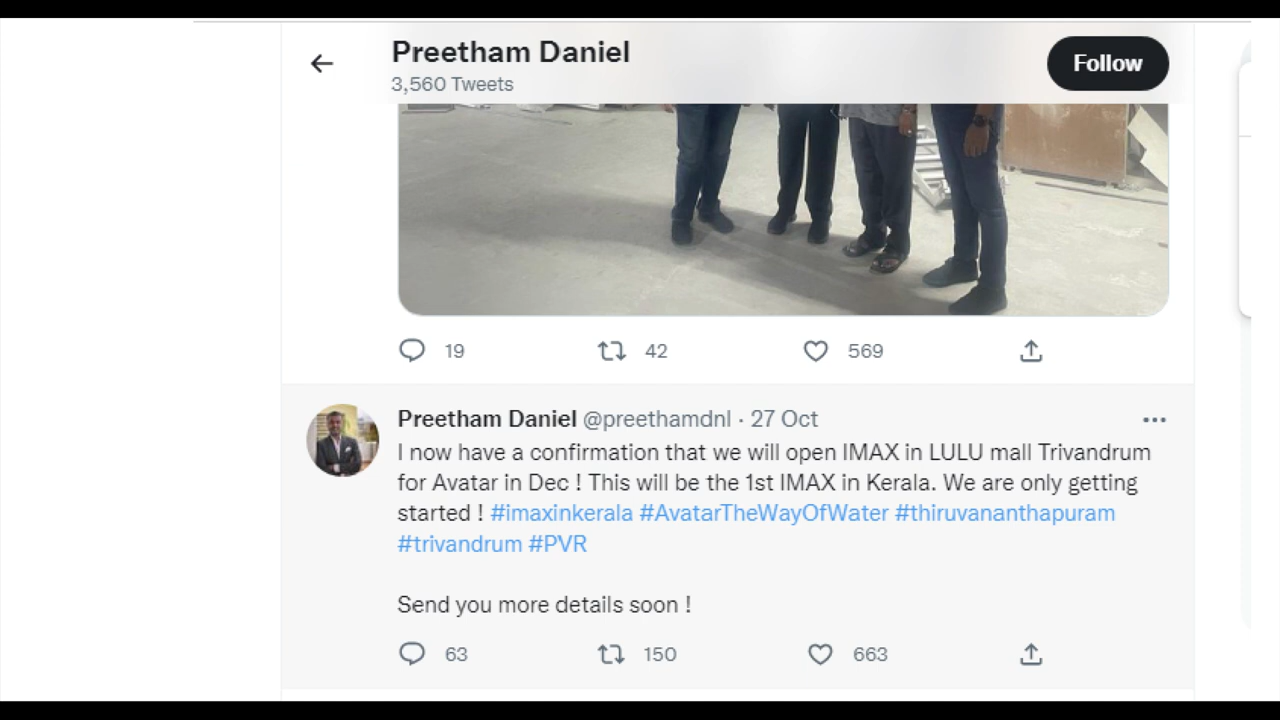 Preetham Daniel
3,560 Tweets
Follow
19 42 569
Preetham Daniel @preethamdnl · 27 Oct
I now have a confirmation that we will open IMAX in LULU mall Trivandrum
for Avatar in Dec ! This will be the 1st IMAX in Kerala. We are only getting
started ! #imaxinkerala #AvatarTheWayOfWater #thiruvananthapuram
#trivandrum #PVR
Send you more details soon !
63 150 663